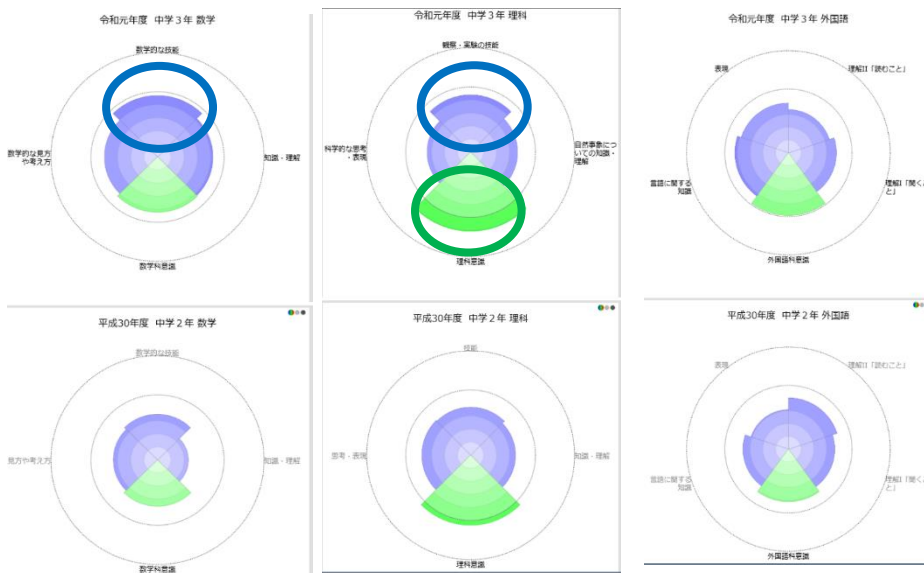 令和元年度 中学3年 数学
数学的な技能
数学的な見方
や考え方
知識・理解
数学科意識
令和元年度 中学3年 理科
観察・実験の技能
科学的な思考
・表現
自然事象につ
いての知識・
理解
理科意識
令和元年度 中学3年 外国語
表現
理解II「読むこと」
言語に関する
知識
理解I「聞くこ
と」
外国語科意識
平成30年度 中学2年 数学
数学的な技能
見方や考え方
知識・理解
数学科意識
平成30年度 中学2年 理科
技能
思考・表現
知識・理解
理科意識
平成30年度 中学2年 外国語
表現
理解II「読むこと」
言語に関する
知識
理解I「聞くこ
と」
外国語科意識